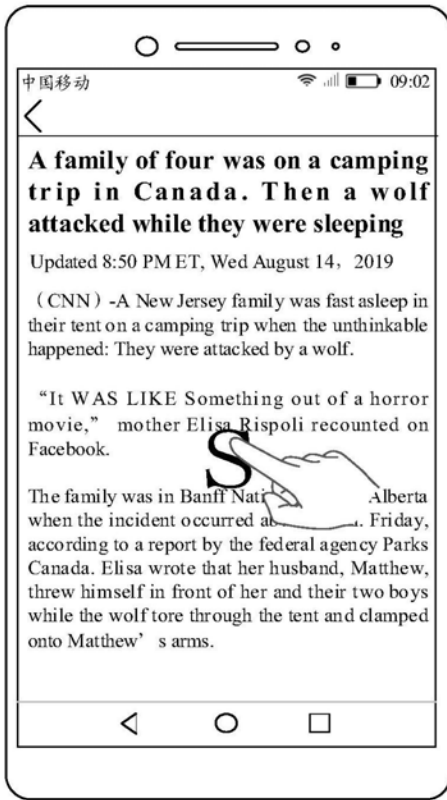 中国移动 09:02
A family of four was on a camping
trip in Canada. Then a wolf
attacked while they were sleeping
Updated 8:50 PM ET, Wed August 14, 2019
（CNN）-A New Jersey family was fast asleep in
their tent on a camping trip when the unthinkable
happened: They were attacked by a wolf.
“It WAS LIKE Something out of a horror
movie,” mother Elisa Rispoli recounted on
Facebook.
S
The family was in Banff Alberta
when the incident occurred Friday,
according to a report by the federal agency Parks
Canada. Elisa wrote that her husband, Matthew,
threw himself in front of her and their two boys
while the wolf tore through the tent and clamped
onto Matthew’ s arms.